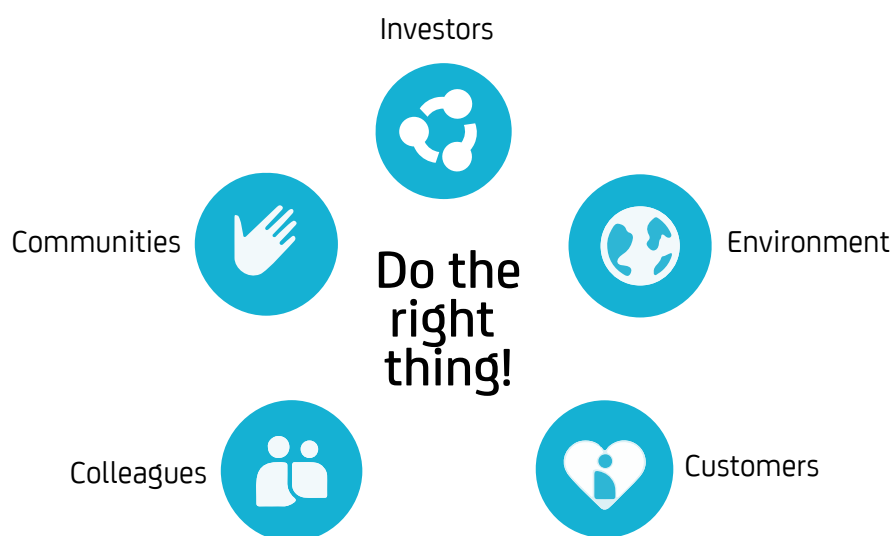 Investors
Communities
Environment
Do the
right
thing!
Colleagues
Customers